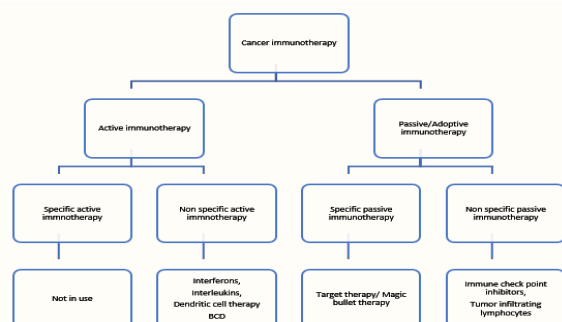 Cancer immunotherapy
Active immunotherapy
Passive/Adoptive
immunotherapy
Specific active
immnotherapy
Non specific active
immnotherapy
Specific passive
immunotherapy
Non specific passive
immunotherapy
Not in use
Interferons,
Interleukins,
Dendritic cell therapy
BCD
Target therapy/ Magic
bullet therapy
Immune check point
inhibitors,
Tumor infiltrating
lymphocytes